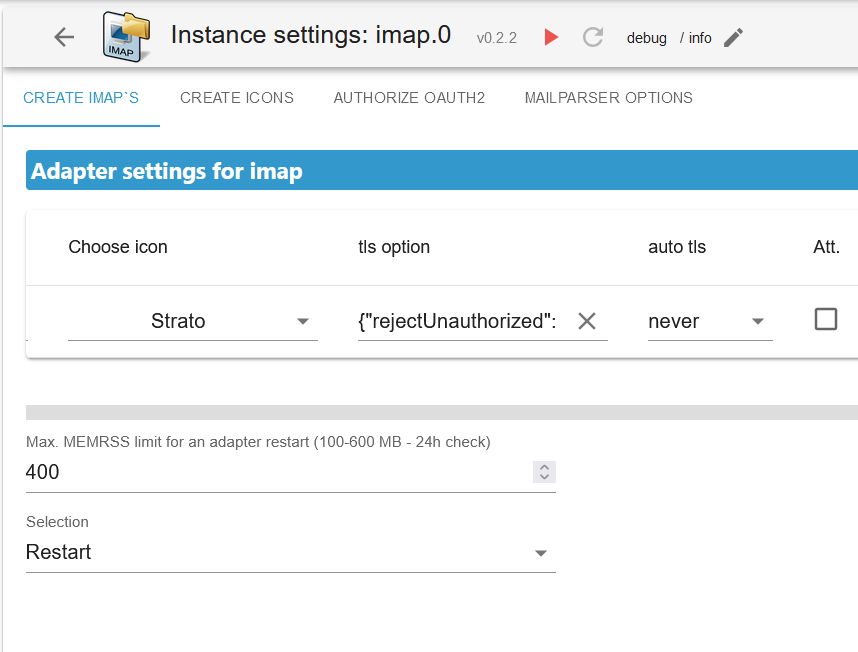 IMAP
Instance settings: imap.0 v0.2.2 debug / info
CREATE IMAP`S CREATE ICONS AUTHORIZE OAUTH2 MAILPARSER OPTIONS
Adapter settings for imap
Choose icon tls option auto tls Att.
Strato {"rejectUnauthorized": never
Max. MEMRSS limit for an adapter restart (100-600 MB - 24h check)
400
Selection
Restart